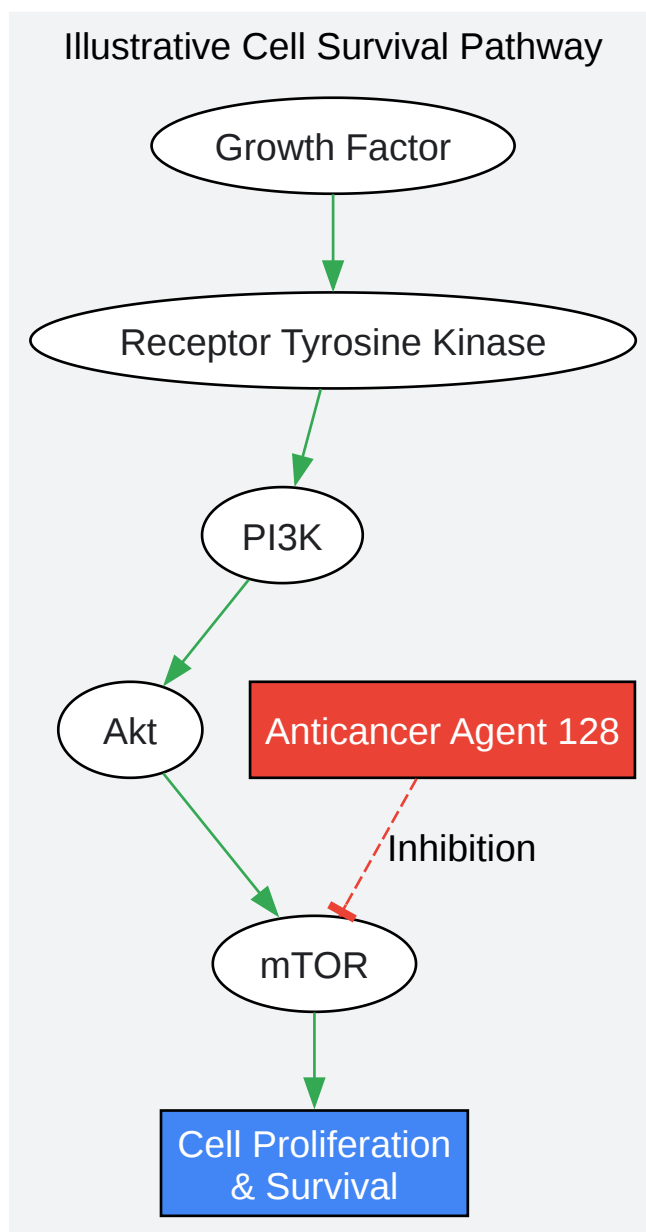 Illustrative Cell Survival Pathway
Growth Factor
Receptor Tyrosine Kinase
PI3K
Akt
Anticancer Agent 128
Inhibition
mTOR
Cell Proliferation
& Survival